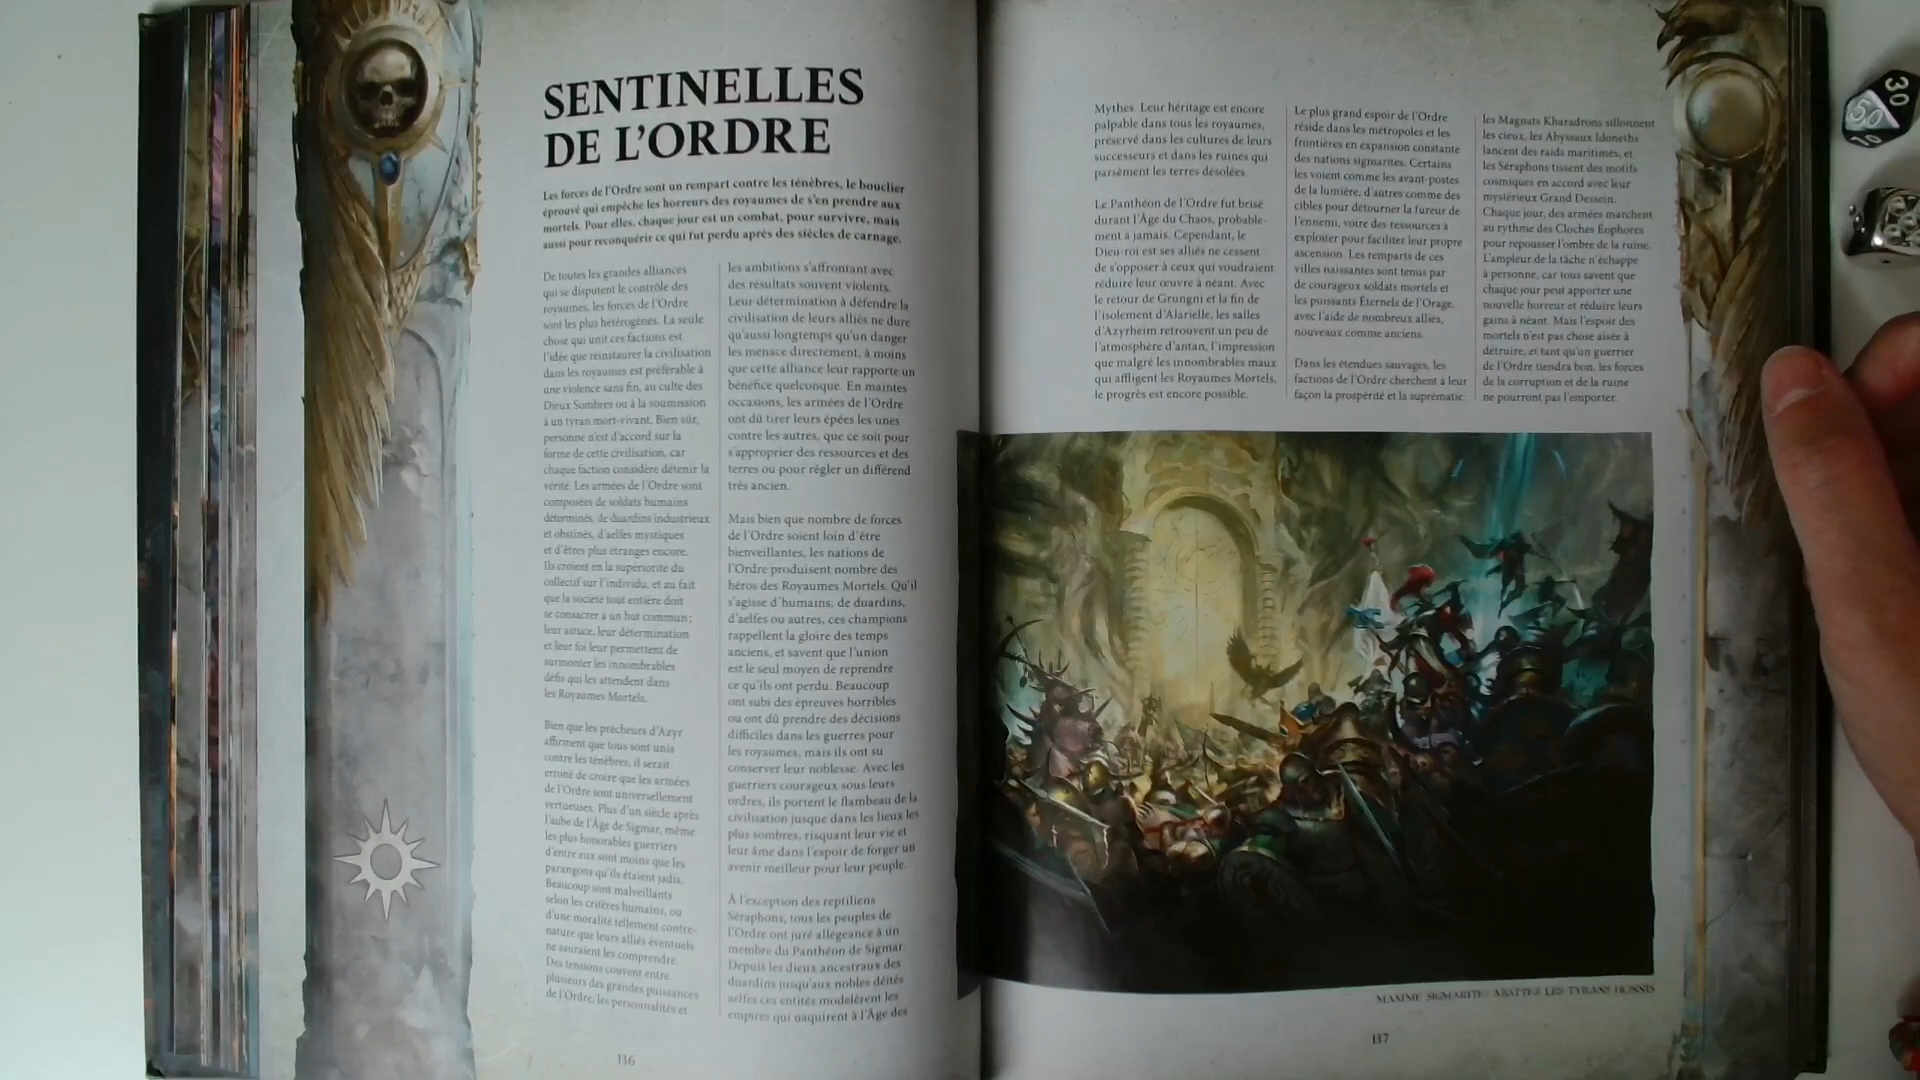 SENTINELLES
DE L'ORDRE
Les forces de l'Ordre sont un rempart contre les ténèbres, le bouclier
éprouvé qui empêche les horreurs des royaumes de s'en prendre aux
mortels. Pour elles, chaque jour est un combat, pour survivre, mais
aussi pour reconquérir ce qui fut perdu après des siècles de carnage.
De toutes les grandes alliances
qui se disputent le contrôle des
royaumes, les forces de l'Ordre
sont les plus hétérogènes. La seule
chose qui unit ces factions est
l'idée que réinstaurer la civilisation
dans les royaumes est préférable à
une violence sans fin, au culte des
Dieux Sombres ou à la soumission
à un tyran mort-vivant. Bien sûr,
personne n'est d'accord sur la
forme de cette civilisation, car
chaque faction considère détenir la
vérité. Les armées de l'Ordre sont
composées de soldats humains
déterminés, de duardins industrieux
et obstinés, d'aelfes mystiques
et d'êtres plus étranges encore.
Ils croient en la supériorité du
collectif sur l'individu, et au fait
que la société tout entière doit
se consacrer à un but commun ;
leur astuce, leur détermination
et leur foi leur permettent de
surmonter les innombrables
défis qui les attendent dans
les Royaumes Mortels.
Bien que les prêcheurs d'Azyr
affirment que tous sont unis
contre les ténèbres, il serait
erroné de croire que les armées
de l'Ordre sont universellement
vertueuses. Plus d'un siècle après
l'aube de l'Âge de Sigmar, même
les plus honorables guerriers
d'entre eux sont moins que les
parangons qu'ils étaient jadis.
Beaucoup sont malveillants
selon les critères humains, ou
d'une moralité tellement contre-
nature que leurs alliés éventuels
ne sauraient les comprendre.
Des tensions couvent entre
plusieurs des grandes puissances
de l'Ordre, les personnalités et
les ambitions s'affrontant avec
des résultats souvent violents.
Leur détermination à défendre la
civilisation de leurs alliés ne dure
qu'aussi longtemps qu'un danger
les menace directement, à moins
que cette alliance leur rapporte un
bénéfice quelconque. En maintes
occasions, les armées de l'Ordre
ont dû tirer leurs épées les unes
contre les autres, que ce soit pour
s'approprier des ressources et des
terres ou pour régler un différend
très ancien.
Mais bien que nombre de forces
de l'Ordre soient loin d'être
bienveillantes, les nations de
l'Ordre produisent nombre des
héros des Royaumes Mortels. Qu'il
s'agisse d'humains, de duardins,
d'aelfes ou autres, ces champions
rappellent la gloire des temps
anciens, et savent que l'union
est le seul moyen de reprendre
ce qu'ils ont perdu. Beaucoup
ont subi des épreuves horribles
ou ont dû prendre des décisions
difficiles dans les guerres pour
les royaumes, mais ils ont su
conserver leur noblesse. Avec les
guerriers courageux sous leurs
ordres, ils portent le flambeau de la
civilisation jusque dans les lieux les
plus sombres, risquant leur vie et
leur âme dans l'espoir de forger un
avenir meilleur pour leur peuple.
À l'exception des reptiliens
Séraphons, tous les peuples de
l'Ordre ont juré allégeance à un
membre du Panthéon de Sigmar.
Depuis les dieux ancestraux des
duardins jusqu'aux nobles déités
aelfes ces entités modelèrent les
empires qui naquirent à l'Âge des
136
Mythes. Leur héritage est encore
palpable dans tous les royaumes,
préservé dans les cultures de leurs
successeurs et dans les ruines qui
parsèment les terres désolées.
Le Panthéon de l'Ordre fut brisé
durant l'Âge du Chaos, probable-
ment à jamais. Cependant, le
Dieu-roi et ses alliés ne cessent
de s'opposer à ceux qui voudraient
réduire leur œuvre à néant. Avec
le retour de Grungni et la fin de
l'isolement d'Alarielle, les salles
d'Azyrheim retrouvent un peu de
l'atmosphère d'antan, l'impression
que malgré les innombrables maux
qui affligent les Royaumes Mortels,
le progrès est encore possible.
Le plus grand espoir de l'Ordre
réside dans les métropoles et les
frontières en expansion constante
des nations sigmarites. Certains
les voient comme les avant-postes
de la lumière, d'autres comme des
cibles pour détourner la fureur de
l'ennemi, voire des ressources à
exploiter pour faciliter leur propre
ascension. Les remparts de ces
villes naissantes sont tenus par
de courageux soldats mortels et
les puissants Éternels de l'Orage,
avec l'aide de nombreux alliés,
nouveaux comme anciens.
Dans les étendues sauvages, les
factions de l'Ordre cherchent à leur
façon la prospérité et la suprématie :
les Magnats Kharadrons sillonnent
les cieux, les Abyssaux Idoneths
lancent des raids maritimes, et
les Séraphons tissent des motifs
cosmiques en accord avec leur
mystérieux Grand Dessein.
Chaque jour, des armées marchent
au rythme des Cloches Éophores
pour repousser l'ombre de la ruine.
L'ampleur de la tâche n'échappe
à personne, car tous savent que
chaque jour peut apporter une
nouvelle horreur et réduire leurs
gains à néant. Mais l'espoir des
mortels n'est pas chose aisée à
détruire, et tant qu'un guerrier
de l'Ordre tiendra bon, les forces
de la corruption et de la ruine
ne pourront pas l'emporter.
MAXIME SIGMARITE: ABATTEZ LES TYRANS HONNIS
137
30
50